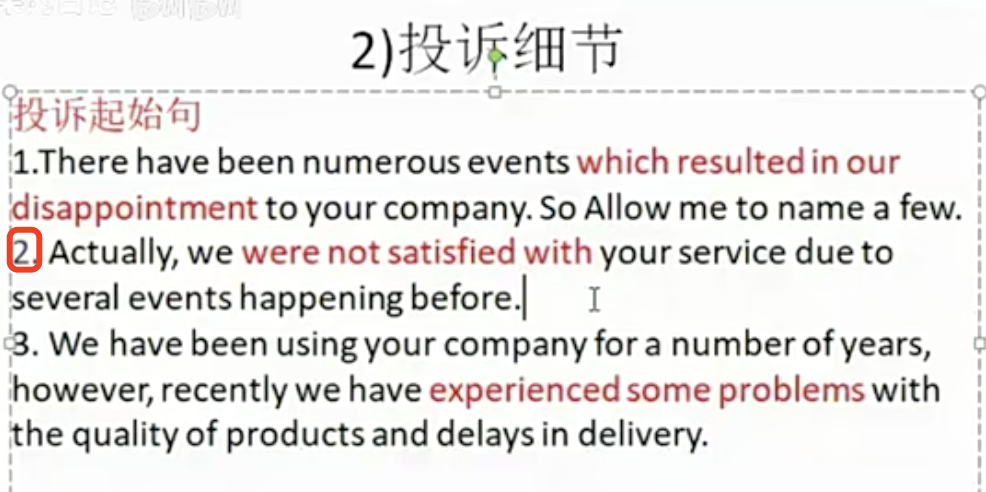 2)投诉细节
投诉起始句
1.There have been numerous events which resulted in our
disappointment to your company. So Allow me to name a few.
2. Actually, we were not satisfied with your service due to
several events happening before.
3. We have been using your company for a number of years,
however, recently we have experienced some problems with
the quality of products and delays in delivery.